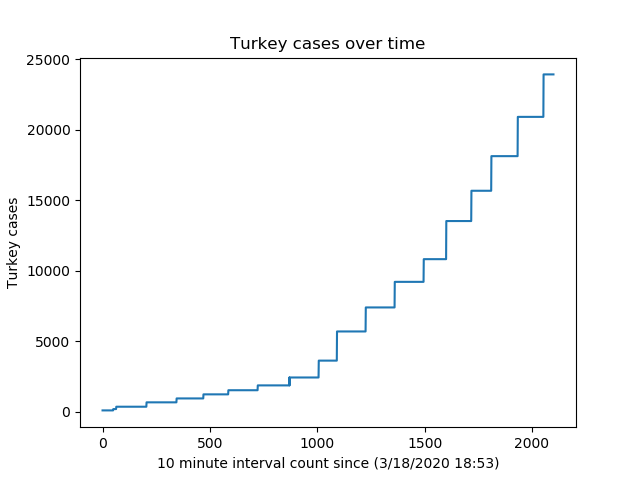 Turkey cases over time
25000
20000
15000
10000
5000
0
Turkey cases
0 500 1000 1500 2000
10 minute interval count since (3/18/2020 18:53)